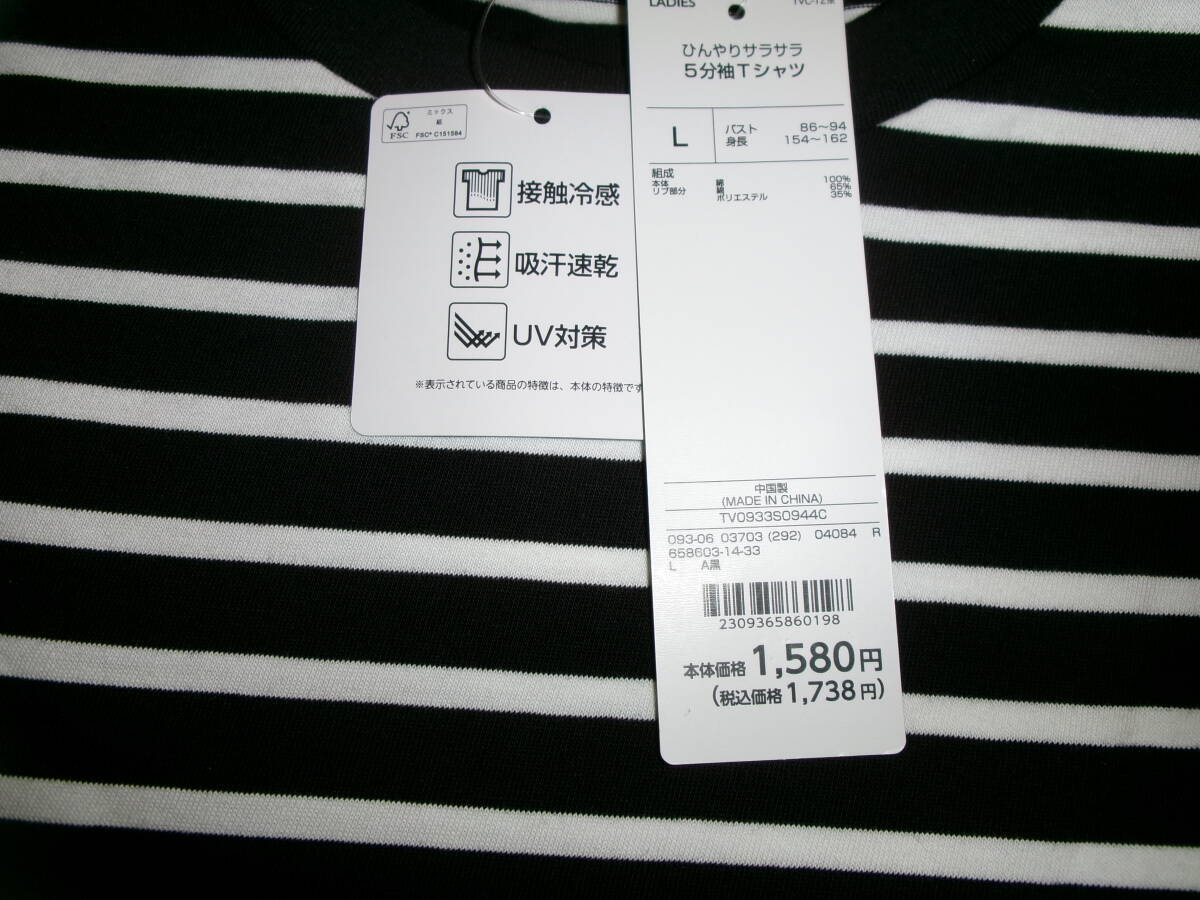 ミックス
紙
FSC
FSC® C151584
接触冷感
吸汗速乾
UV対策
※表示されている商品の特徴は、本体の特徴です
LADIES
ひんやりサラサラ
5分袖Tシャツ
L バスト 86〜94
身長 154〜162
組成
本体 綿 100%
リブ部分 綿 65%
ポリエステル 35%
中国製
(MADE IN CHINA)
TV0933S0944C
093-06 03703 (292) 04084 R
658603-14-33
L A黒
2309365860198
本体価格 1,580円
(税込価格 1,738円)